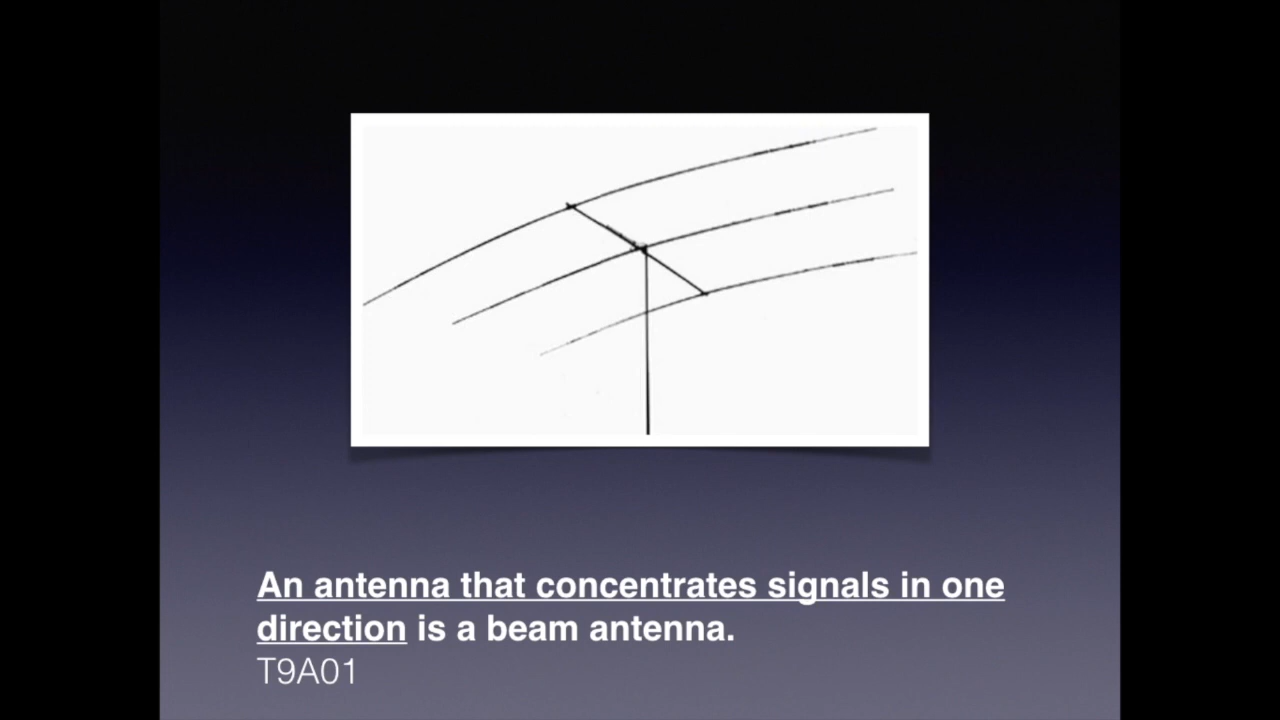 An antenna that concentrates signals in one
direction is a beam antenna.
T9A01